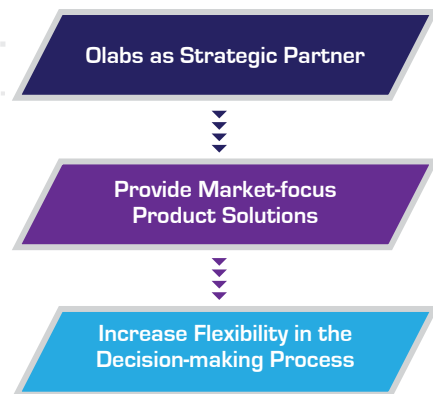 Olabs as Strategic Partner
Provide Market-focus
Product Solutions
Increase Flexibility in the
Decision-making Process